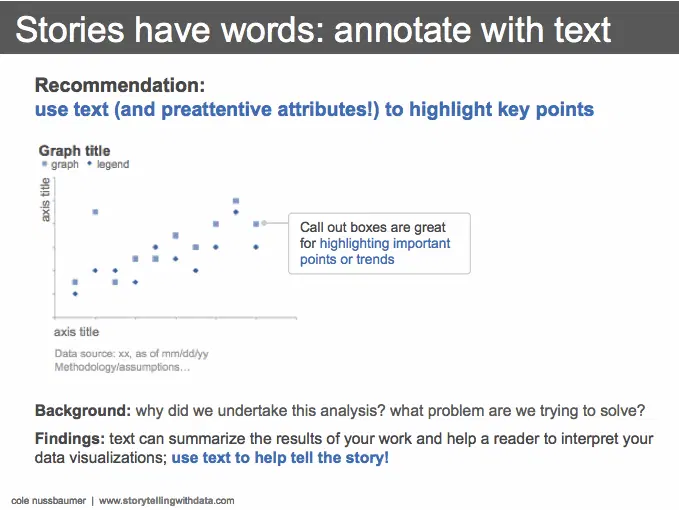 Stories have words: annotate with text
Recommendation:
use text (and preattentive attributes!) to highlight key points
Graph title
graph legend
axis title
Call out boxes are great
for highlighting important
points or trends
axis title
Data source: xx, as of mm/dd/yy
Methodology/assumptions…
Background: why did we undertake this analysis? what problem are we trying to solve?
Findings: text can summarize the results of your work and help a reader to interpret your
data visualizations; use text to help tell the story!
cole nussbaumer | www.storytellingwithdata.com